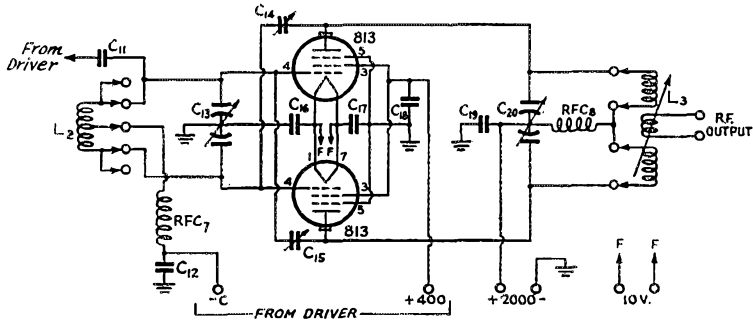 C14
813
From
Driver
C11
5
3
4
L2
C13
C16
C17
C18
C19
C20
RFC8
L3
R.F.
OUTPUT
F F
1 7
4
3
5
RFC7
813
C15
C12
-C
+400
+2000-
F F
10V.
FROM DRIVER